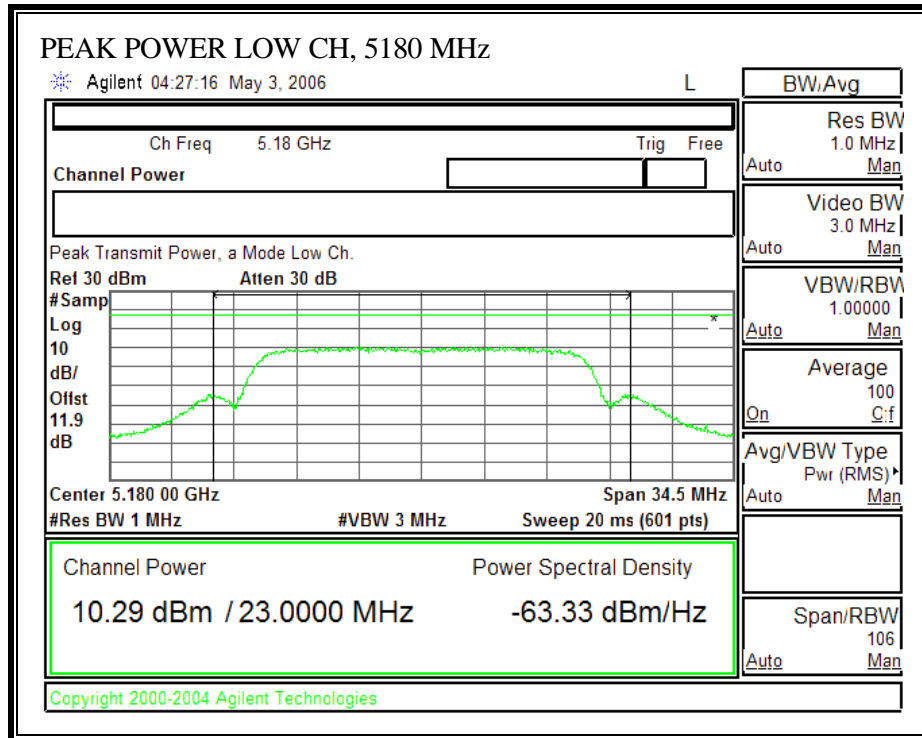 PEAK POWER LOW CH, 5180 MHz
Agilent 04:27:16 May 3, 2006 L
Ch Freq 5.18 GHz Trig Free
Channel Power
Peak Transmit Power, a Mode Low Ch.
Ref 30 dBm Atten 30 dB
#Samp
Log
10
dB/
Offst
11.9
dB
Center 5.180 00 GHz Span 34.5 MHz
#Res BW 1 MHz #VBW 3 MHz Sweep 20 ms (601 pts)
Channel Power Power Spectral Density
10.29 dBm / 23.0000 MHz -63.33 dBm/Hz
Copyright 2000-2004 Agilent Technologies
BW/Avg
Res BW
1.0 MHz
Auto Man
Video BW
3.0 MHz
Auto Man
VBW/RBW
1.00000
Auto Man
Average
100
On Off
Avg/VBW Type
Pwr (RMS)
Auto Man
Span/RBW
106
Auto Man